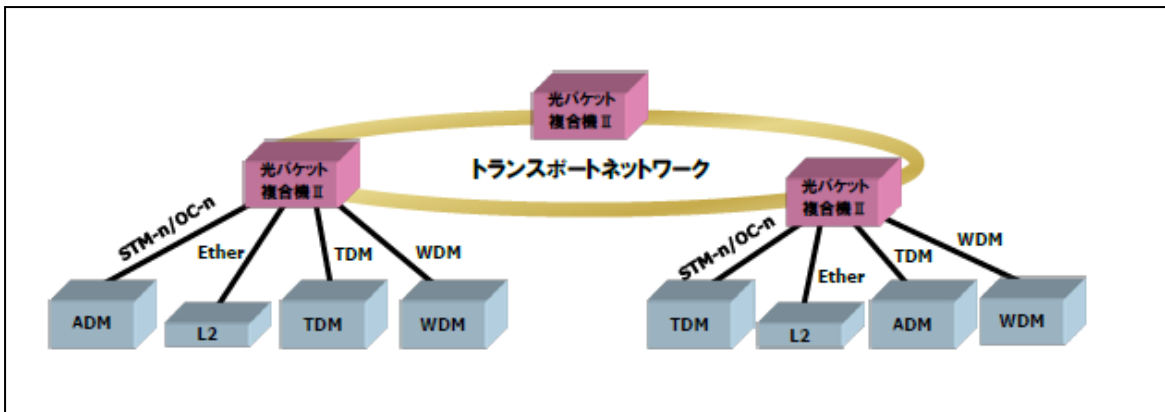 光パケット
複合機Ⅱ
光パケット
複合機Ⅱ
トランスポートネットワーク
光パケット
複合機Ⅱ
STM-n/OC-n
Ether
TDM
WDM
STM-n/OC-n
Ether
TDM
WDM
ADM
L2
TDM
WDM
TDM
L2
ADM
WDM